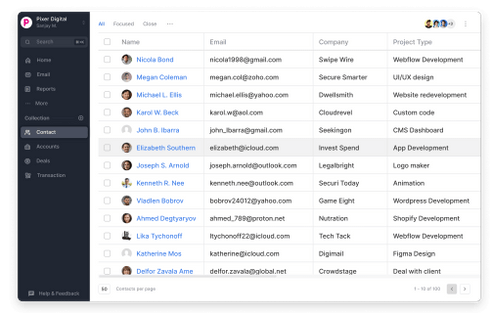 Pixer Digital
Sanjay M.
Search
Home
Email
Reports
More
Collection
Contact
Accounts
Deals
Transaction
Help & Feedback
All Focused Close
+9
Name Email Company Project Type
Nicola Bond nicola1998@gmail.com Swipe Wire Webflow Development
Megan Coleman megan.col@zoho.com Secure Smarter UI/UX design
Michael L. Ellis michael.ellis@yahoo.com Dwellsmith Website redevelopment
Karol W. Beck karol.w@aol.com Cloudrevel Custom code
John B. Ibarra john_Ibarra@gmail.com Seekingon CMS Dashboard
Elizabeth Southern elizabeth@icloud.com Invest Spend App Development
Joseph S. Arnold joseph.arnold@outlook.com Legalbright Logo maker
Kenneth R. Nee kenneth.nee@outlook.com Securi Today Animation
Vladlen Bobrov bobrov24012@yahoo.com Game Eight Wordpress Development
Ahmed Degtyaryov ahmed_789@proton.net Nutration Shopify Development
Lika Tychonoff ltychonoff22@icloud.com Tech Tack Webflow Development
Katherine Mos katherine@icloud.com Digimail Figma Design
Delfor Zavala Ame delfor.zavala@global.net Crowdstage Deal with client
50 Contacts per page 1 - 15 of 100